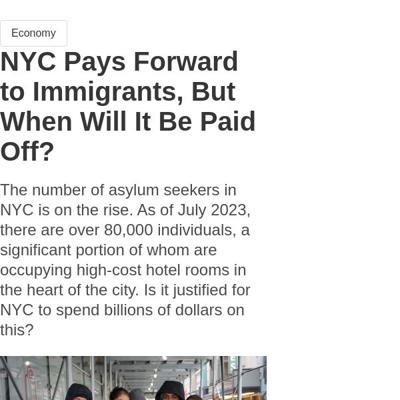 Economy
NYC Pays Forward
to Immigrants, But
When Will It Be Paid
Off?
The number of asylum seekers in
NYC is on the rise. As of July 2023,
there are over 80,000 individuals, a
significant portion of whom are
occupying high-cost hotel rooms in
the heart of the city. Is it justified for
NYC to spend billions of dollars on
this?